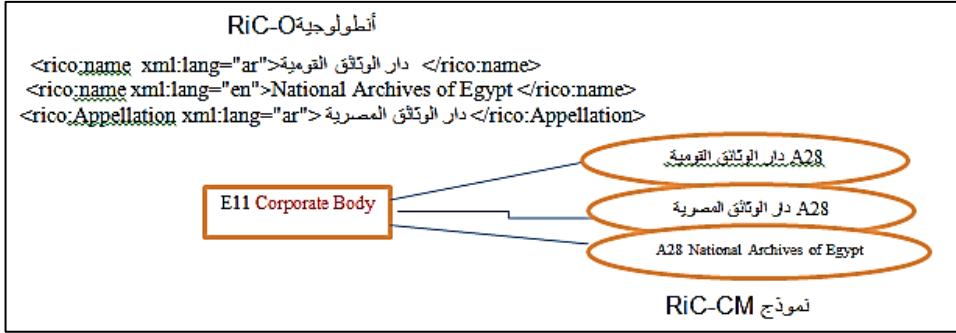 أنطولوجيةRiC-O
<rico:name xml:lang="ar">دار الوثائق القومية </rico:name>
<rico:name xml:lang="en">National Archives of Egypt </rico:name>
<rico:Appellation xml:lang="ar"> دار الوثائق المصرية </rico:Appellation>
A28 دار الوثائق القومية
E11 Corporate Body
A28 دار الوثائق المصرية
A28 National Archives of Egypt
نموذج RiC-CM